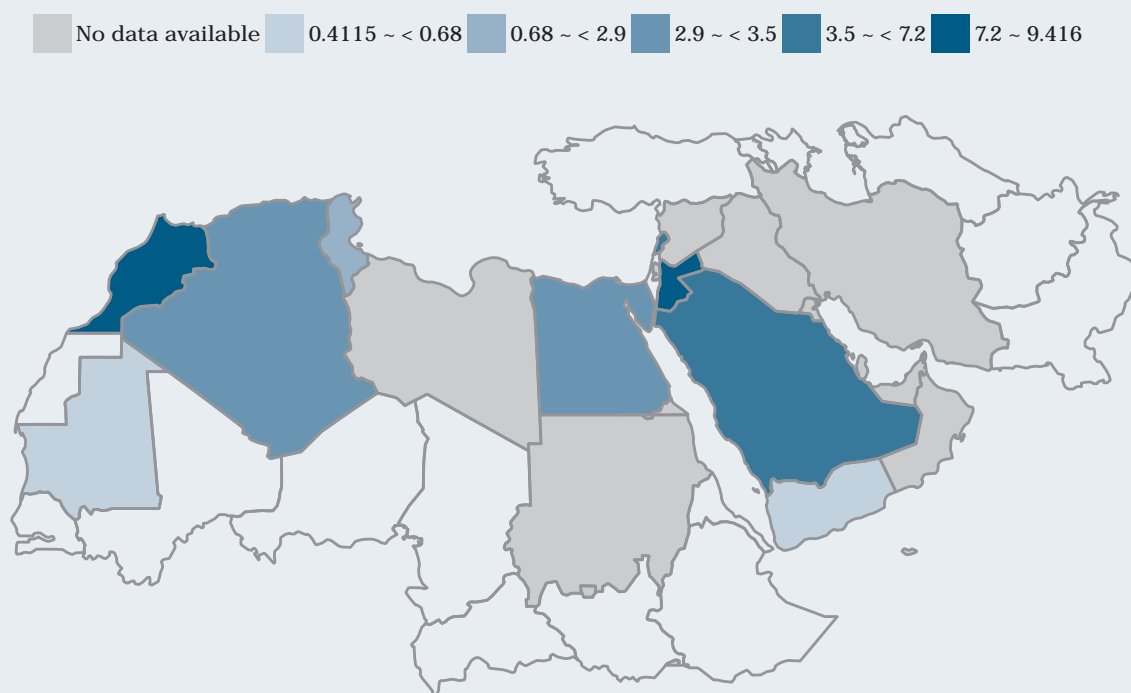 No data available 0.4115 ~ < 0.68 0.68 ~ < 2.9 2.9 ~ < 3.5 3.5 ~ < 7.2 7.2 ~ 9.416